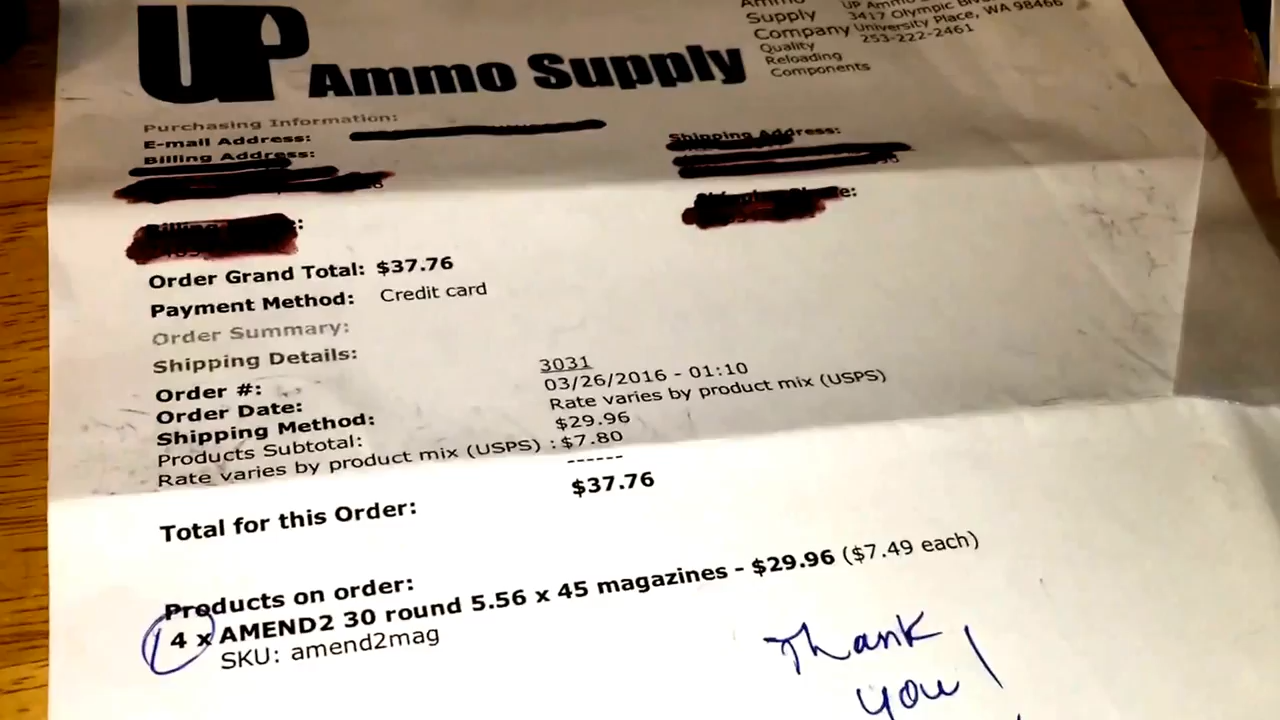 UP Ammo Supply
Ammo
Supply
Company
Quality
Reloading
Components
UP Ammo
3417 Olympic
University Place, WA 98466
253-222-2461
Purchasing Information:
E-mail Address:
Billing Address:
Shipping Address:
Order Grand Total: $37.76
Payment Method: Credit card
Order Summary:
Shipping Details:
Order #: 3031
Order Date: 03/26/2016 - 01:10
Shipping Method: Rate varies by product mix (USPS)
Products Subtotal: $29.96
Rate varies by product mix (USPS) : $7.80
------
Total for this Order: $37.76
Products on order:
4 x AMEND2 30 round 5.56 x 45 magazines - $29.96 ($7.49 each)
SKU: amend2mag
Thank
you!